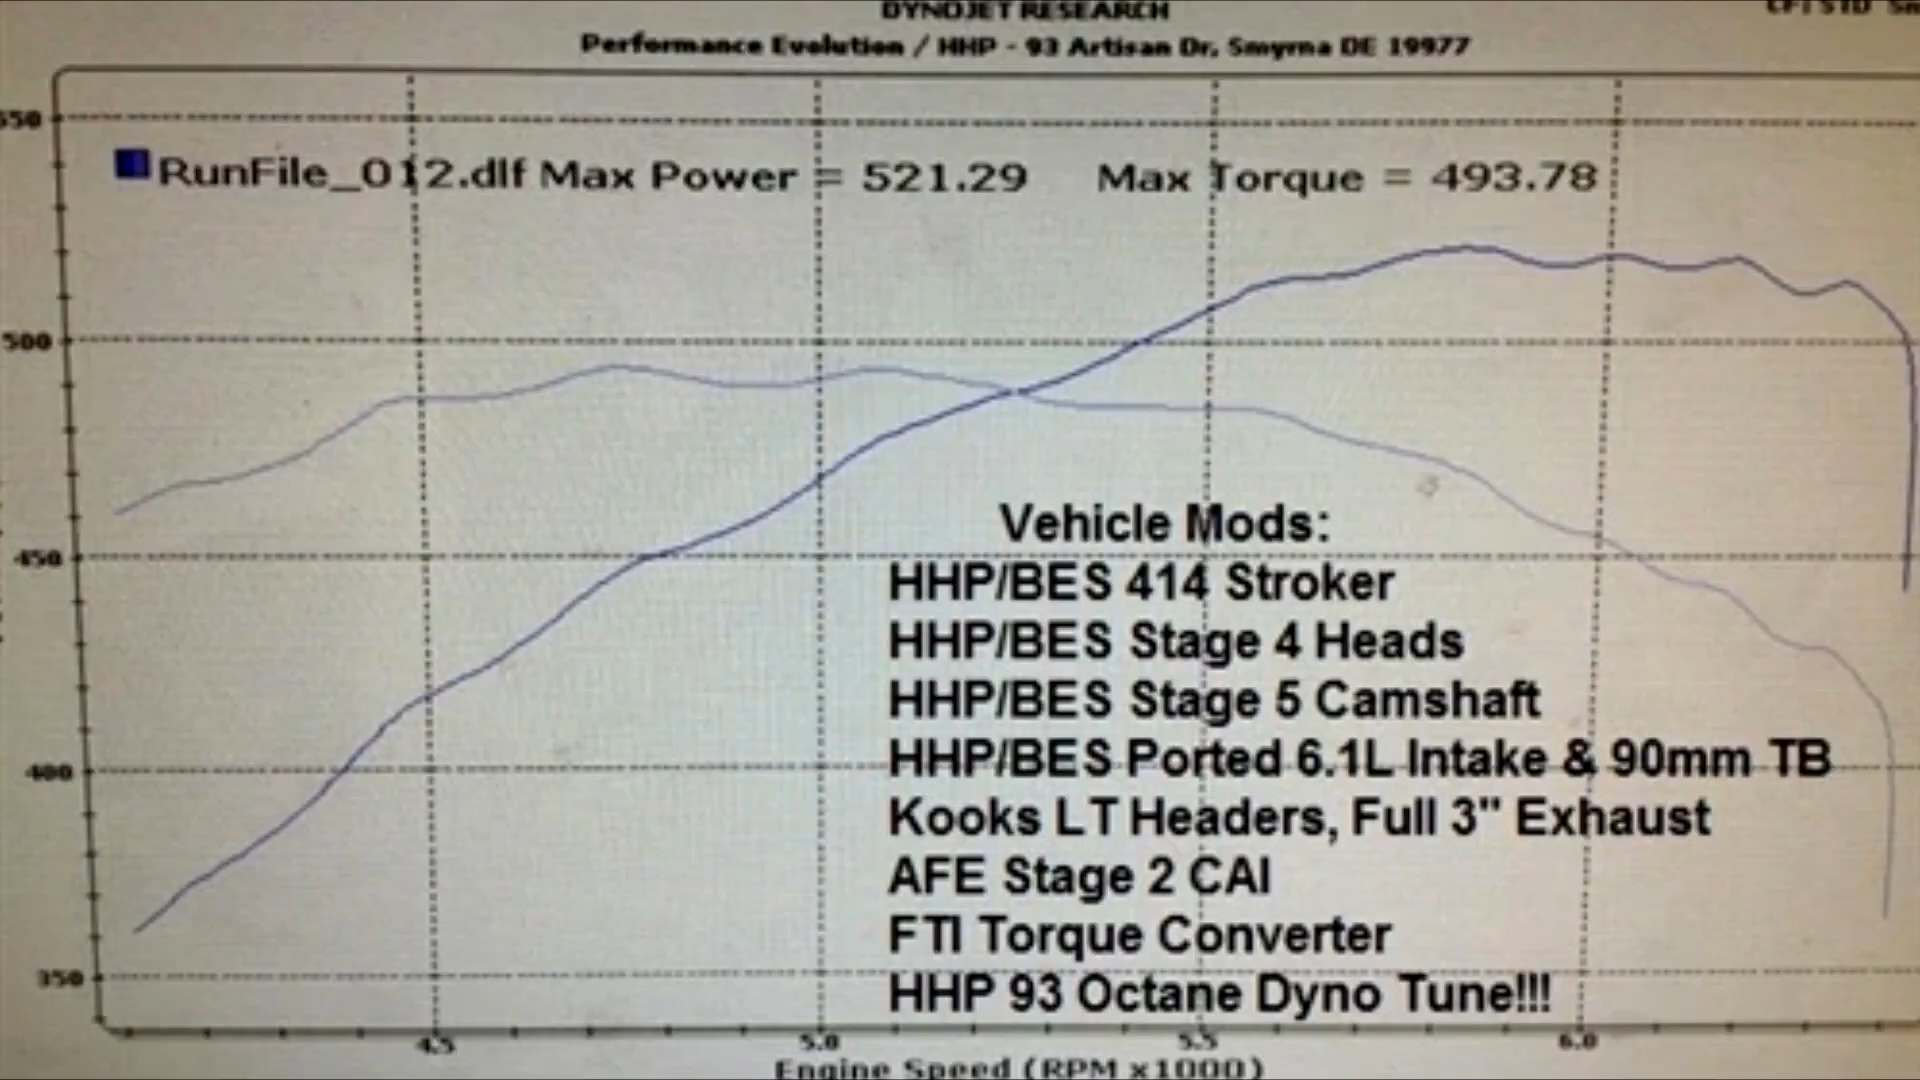 DYNOJET RESEARCH
Performance Evolution / HHP - 93 Artisan Dr, Smyrna DE 19977
RunFile_012.dlf Max Power = 521.29 Max Torque = 493.78
550
500
450
400
350
Vehicle Mods:
HHP/BES 414 Stroker
HHP/BES Stage 4 Heads
HHP/BES Stage 5 Camshaft
HHP/BES Ported 6.1L Intake & 90mm TB
Kooks LT Headers, Full 3" Exhaust
AFE Stage 2 CAI
FTI Torque Converter
HHP 93 Octane Dyno Tune!!!
4.5 5.0 5.5 6.0
Engine Speed (RPM x1000)